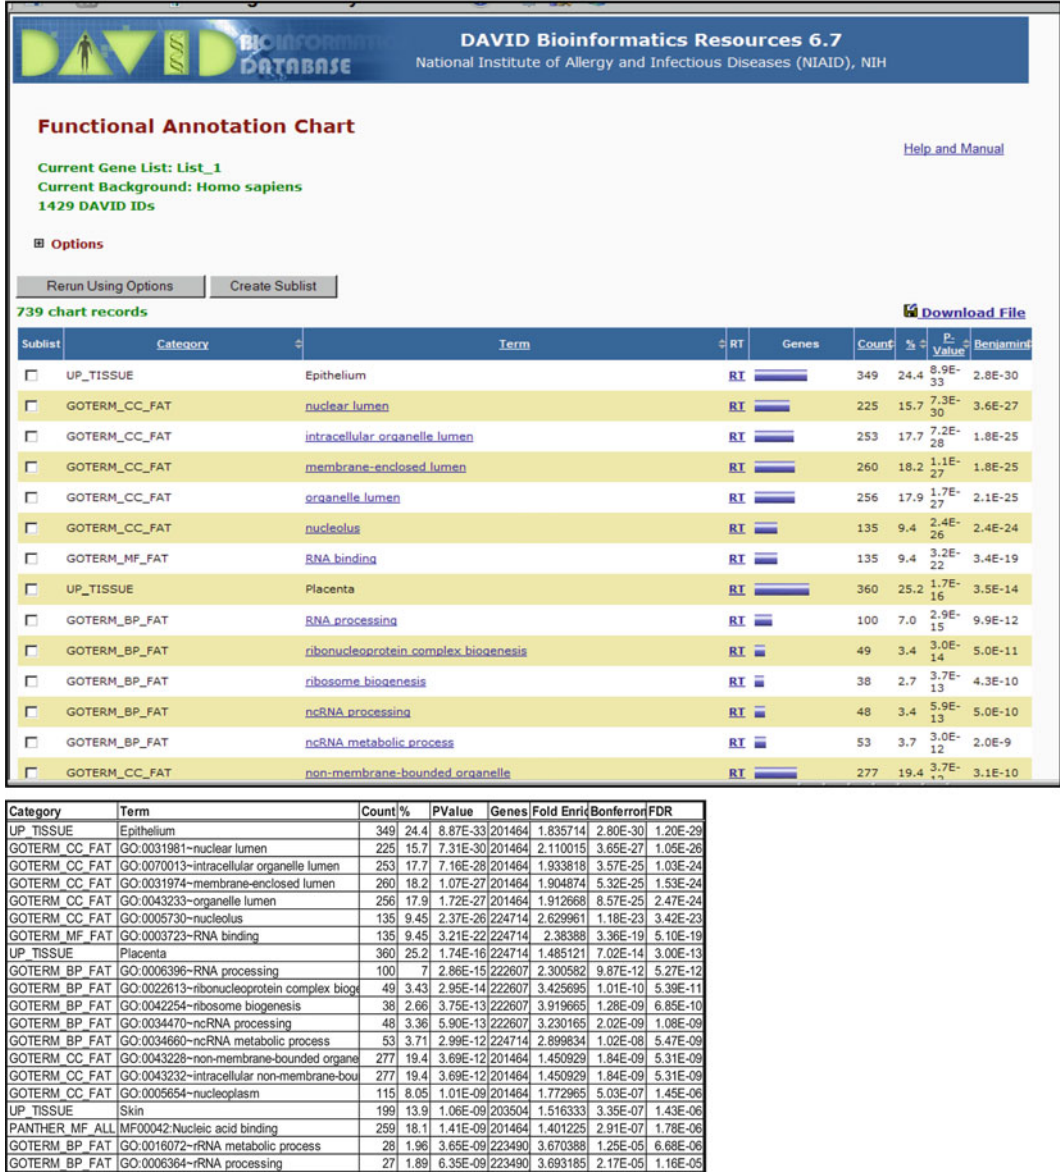 DAVID BIOINFORMATICS DATABASE
DAVID Bioinformatics Resources 6.7
National Institute of Allergy and Infectious Diseases (NIAID), NIH
Functional Annotation Chart
Help and Manual
Current Gene List: List_1
Current Background: Homo sapiens
1429 DAVID IDs
Options
Rerun Using Options Create Sublist
739 chart records Download File
Sublist Category Term RT Genes Count % P-Value Benjamini
UP_TISSUE Epithelium RT 349 24.4 8.9E-33 2.8E-30
GOTERM_CC_FAT nuclear lumen RT 225 15.7 7.3E-30 3.6E-27
GOTERM_CC_FAT intracellular organelle lumen RT 253 17.7 7.2E-28 1.8E-25
GOTERM_CC_FAT membrane-enclosed lumen RT 260 18.2 1.1E-27 1.8E-25
GOTERM_CC_FAT organelle lumen RT 256 17.9 1.7E-27 2.1E-25
GOTERM_CC_FAT nucleolus RT 135 9.4 2.4E-26 2.4E-24
GOTERM_MF_FAT RNA binding RT 135 9.4 3.2E-22 3.4E-19
UP_TISSUE Placenta RT 360 25.2 1.7E-16 3.5E-14
GOTERM_BP_FAT RNA processing RT 100 7.0 2.9E-15 9.9E-12
GOTERM_BP_FAT ribonucleoprotein complex biogenesis RT 49 3.4 3.0E-14 5.0E-11
GOTERM_BP_FAT ribosome biogenesis RT 38 2.7 3.7E-13 4.3E-10
GOTERM_BP_FAT ncRNA processing RT 48 3.4 5.9E-13 5.0E-10
GOTERM_BP_FAT ncRNA metabolic process RT 53 3.7 3.0E-12 2.0E-9
GOTERM_CC_FAT non-membrane-bounded organelle RT 277 19.4 3.7E-12 3.1E-10
Category Term Count % PValue Genes Fold Enric Bonferron FDR
UP_TISSUE Epithelium 349 24.4 8.87E-33 201464 1.835714 2.80E-30 1.20E-29
GOTERM_CC_FAT GO:0031981~nuclear lumen 225 15.7 7.31E-30 201464 2.110015 3.65E-27 1.05E-26
GOTERM_CC_FAT GO:0070013~intracellular organelle lumen 253 17.7 7.16E-28 201464 1.933818 3.57E-25 1.03E-24
GOTERM_CC_FAT GO:0031974~membrane-enclosed lumen 260 18.2 1.07E-27 201464 1.904874 5.32E-25 1.53E-24
GOTERM_CC_FAT GO:0043233~organelle lumen 256 17.9 1.72E-27 201464 1.912668 8.57E-25 2.47E-24
GOTERM_CC_FAT GO:0005730~nucleolus 135 9.45 2.37E-26 224714 2.629961 1.18E-23 3.42E-23
GOTERM_MF_FAT GO:0003723~RNA binding 135 9.45 3.21E-22 224714 2.38388 3.36E-19 5.10E-19
UP_TISSUE Placenta 360 25.2 1.74E-16 224714 1.485121 7.02E-14 3.00E-13
GOTERM_BP_FAT GO:0006396~RNA processing 100 7 2.86E-15 222607 2.300582 9.87E-12 5.27E-12
GOTERM_BP_FAT GO:0022613~ribonucleoprotein complex bioge 49 3.43 2.95E-14 222607 3.425695 1.01E-10 5.39E-11
GOTERM_BP_FAT GO:0042254~ribosome biogenesis 38 2.66 3.75E-13 222607 3.919665 1.28E-09 6.85E-10
GOTERM_BP_FAT GO:0034470~ncRNA processing 48 3.36 5.90E-13 222607 3.230165 2.02E-09 1.08E-09
GOTERM_BP_FAT GO:0034660~ncRNA metabolic process 53 3.71 2.99E-12 224714 2.899834 1.02E-08 5.47E-09
GOTERM_CC_FAT GO:0043228~non-membrane-bounded organe 277 19.4 3.69E-12 201464 1.450929 1.84E-09 5.31E-09
GOTERM_CC_FAT GO:0043232~intracellular non-membrane-bou 277 19.4 3.69E-12 201464 1.450929 1.84E-09 5.31E-09
GOTERM_CC_FAT GO:0005654~nucleoplasm 115 8.05 1.01E-09 201464 1.772965 5.03E-07 1.45E-06
UP_TISSUE Skin 199 13.9 1.06E-09 203504 1.516333 3.35E-07 1.43E-06
PANTHER_MF_ALL MF00042:Nucleic acid binding 259 18.1 1.41E-09 201464 1.401225 2.91E-07 1.78E-06
GOTERM_BP_FAT GO:0016072~rRNA metabolic process 28 1.96 3.65E-09 223490 3.670388 1.25E-05 6.68E-06
GOTERM_BP_FAT GO:0006364~rRNA processing 27 1.89 6.35E-09 223490 3.693185 2.17E-05 1.16E-05